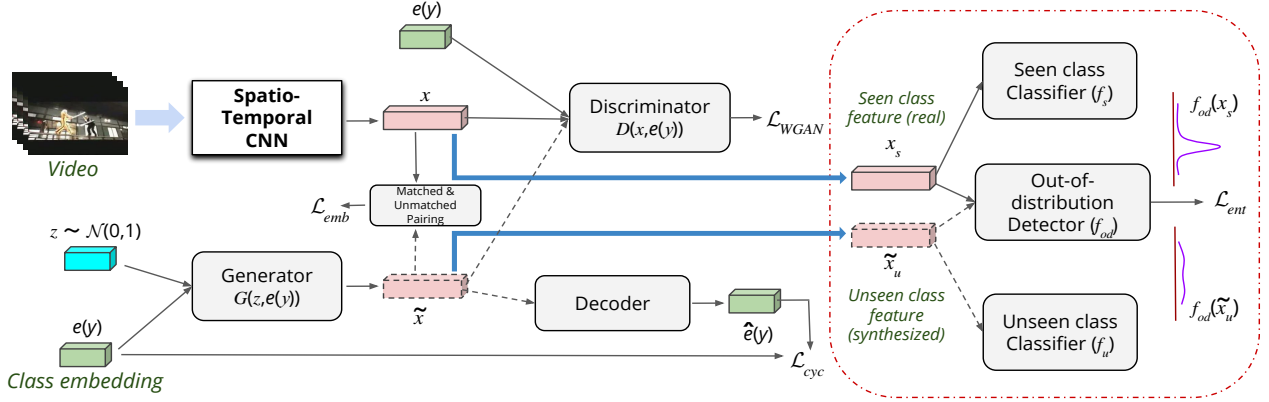 e(y)
Video
Spatio-
Temporal
CNN
x
Discriminator
D(x,e(y))
ℒ_WGAN
ℒ_emb
Matched &
Unmatched
Pairing
z ∼ 𝒩(0,1)
Generator
G(z,e(y))
x̃
Decoder
ê(y)
e(y)
Class embedding
ℒ_cyc
Seen class
feature (real)
x_s
Seen class
Classifier (f_s)
f_od(x_s)
Out-of-
distribution
Detector (f_od)
ℒ_ent
x̃_u
Unseen class
feature
(synthesized)
Unseen class
Classifier (f_u)
f_od(x̃_u)